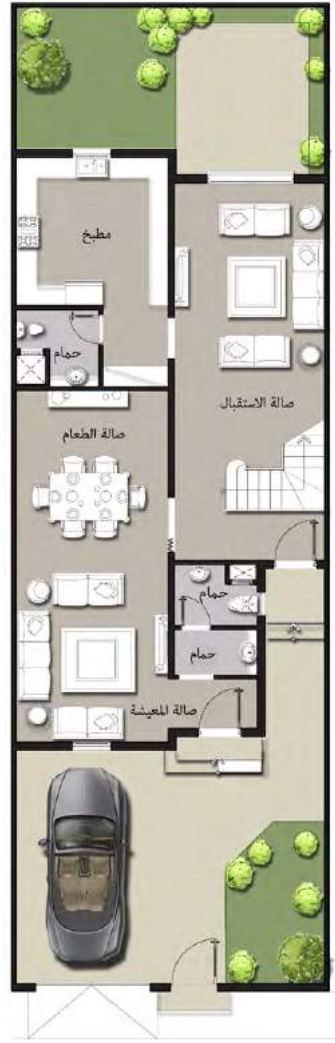 مطبخ
حمام
صالة الاستقبال
صالة الطعام
حمام
حمام
صالة المعيشة